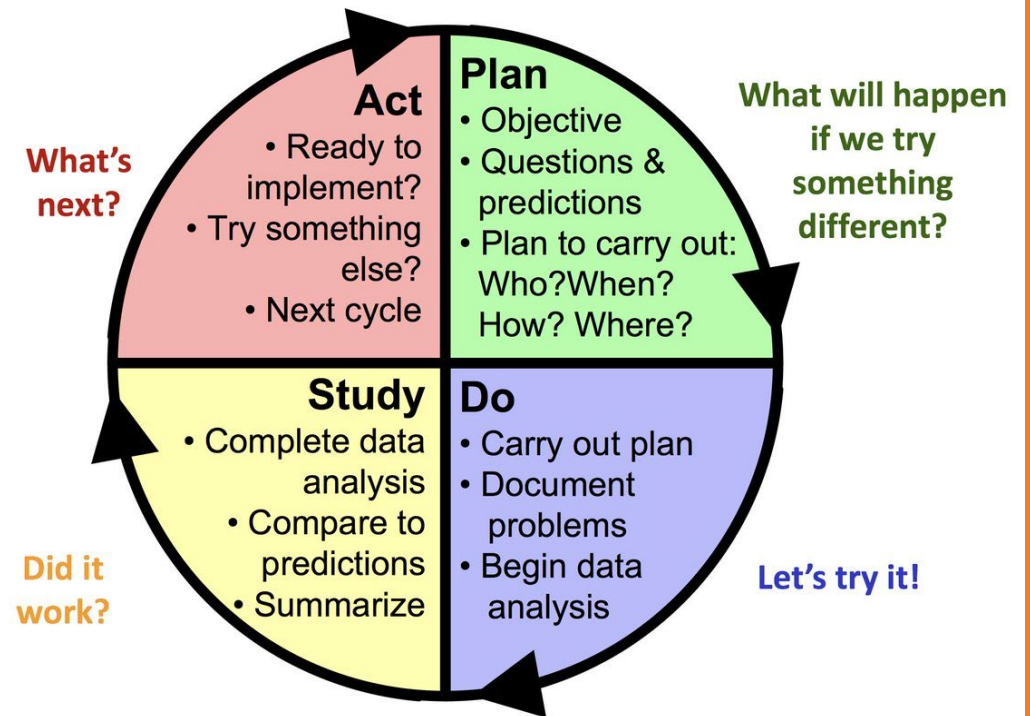 Act
• Ready to
implement?
• Try something
else?
• Next cycle
Plan
• Objective
• Questions &
predictions
• Plan to carry out:
Who?When?
How? Where?
What will happen
if we try
something
different?
What's
next?
Study
• Complete data
analysis
• Compare to
predictions
• Summarize
Do
• Carry out plan
• Document
problems
• Begin data
analysis
Did it
work?
Let's try it!